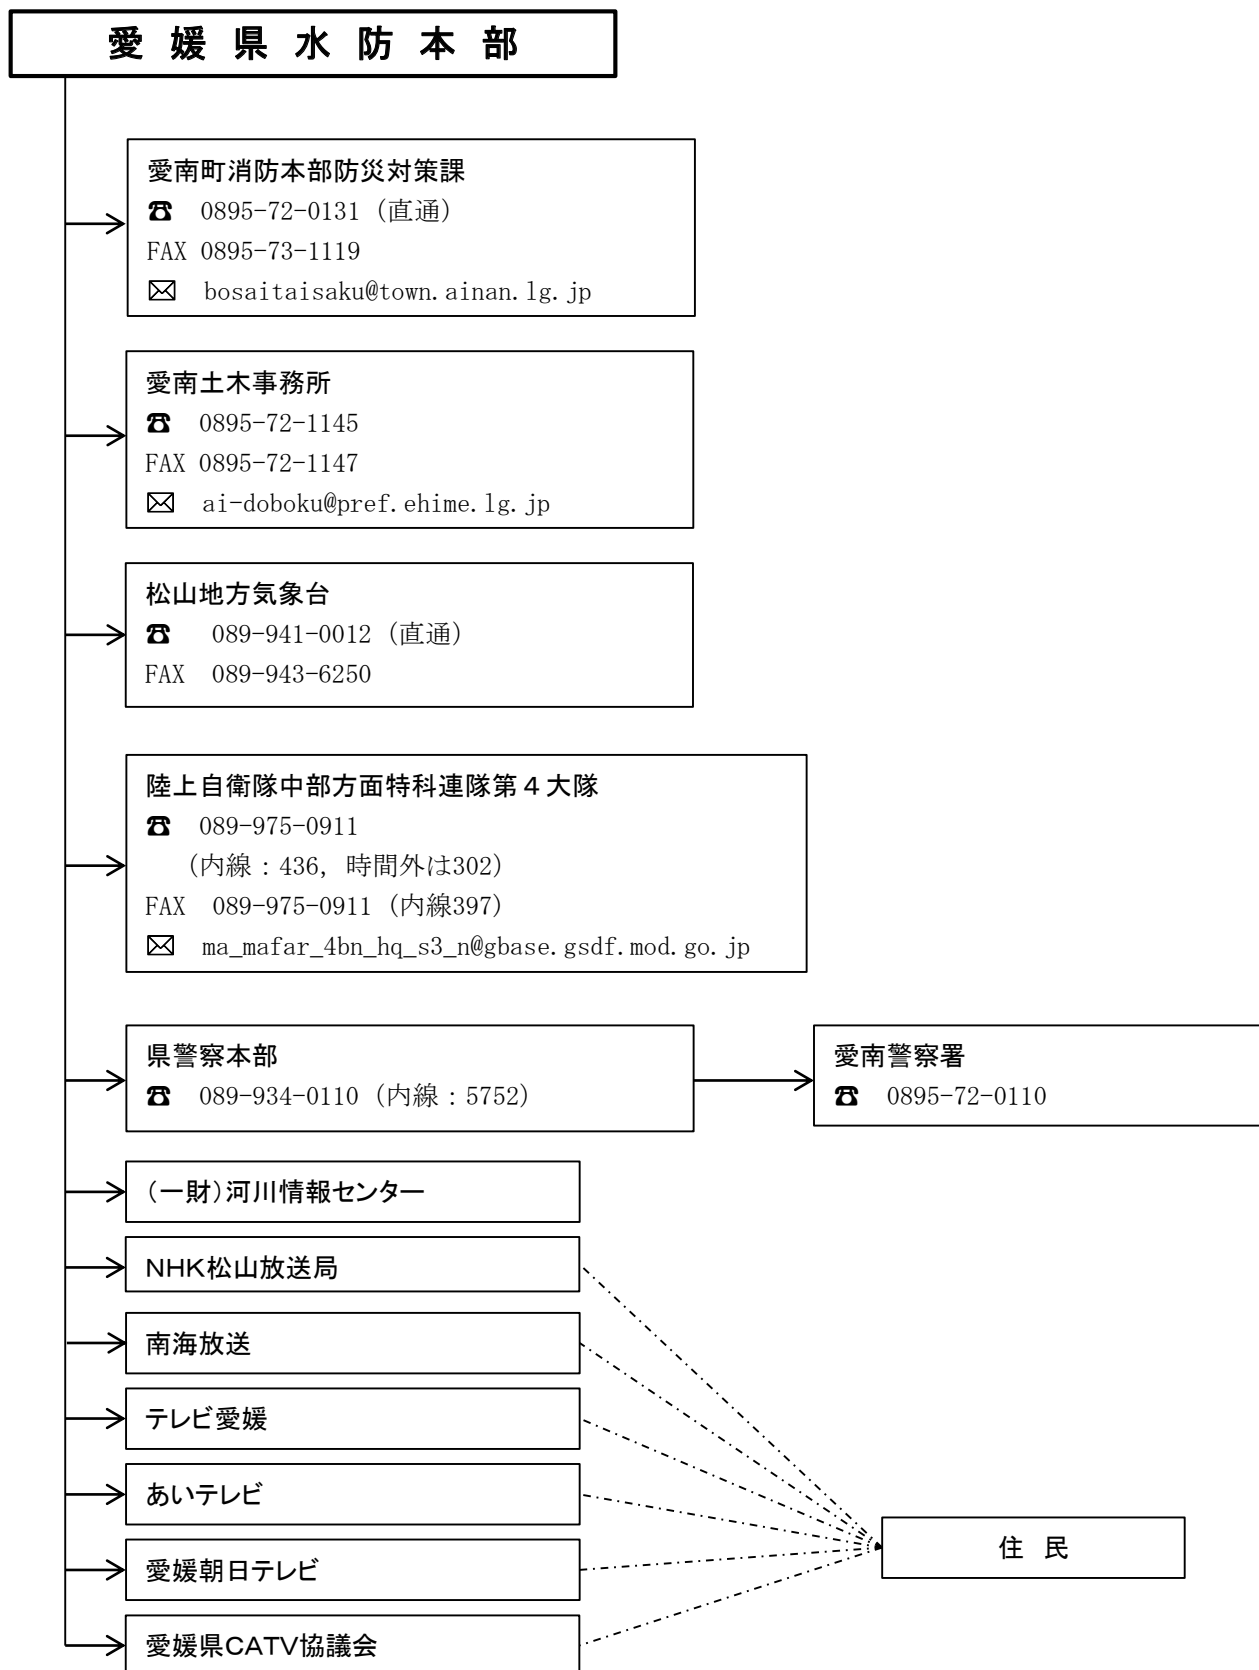 愛媛県水防本部
愛南町消防本部防災対策課
☎ 0895-72-0131（直通）
FAX 0895-73-1119
✉ bosaitaisaku@town.ainan.lg.jp
愛南土木事務所
☎ 0895-72-1145
FAX 0895-72-1147
✉ ai-doboku@pref.ehime.lg.jp
松山地方気象台
☎ 089-941-0012（直通）
FAX 089-943-6250
陸上自衛隊中部方面特科連隊第４大隊
☎ 089-975-0911
（内線：436，時間外は302）
FAX 089-975-0911（内線397）
✉ ma_mafar_4bn_hq_s3_n@gbase.gsdf.mod.go.jp
県警察本部
☎ 089-934-0110（内線：5752）
愛南警察署
☎ 0895-72-0110
（一財）河川情報センター
NHK松山放送局
南海放送
テレビ愛媛
あいテレビ
愛媛朝日テレビ
愛媛県CATV協議会
住 民